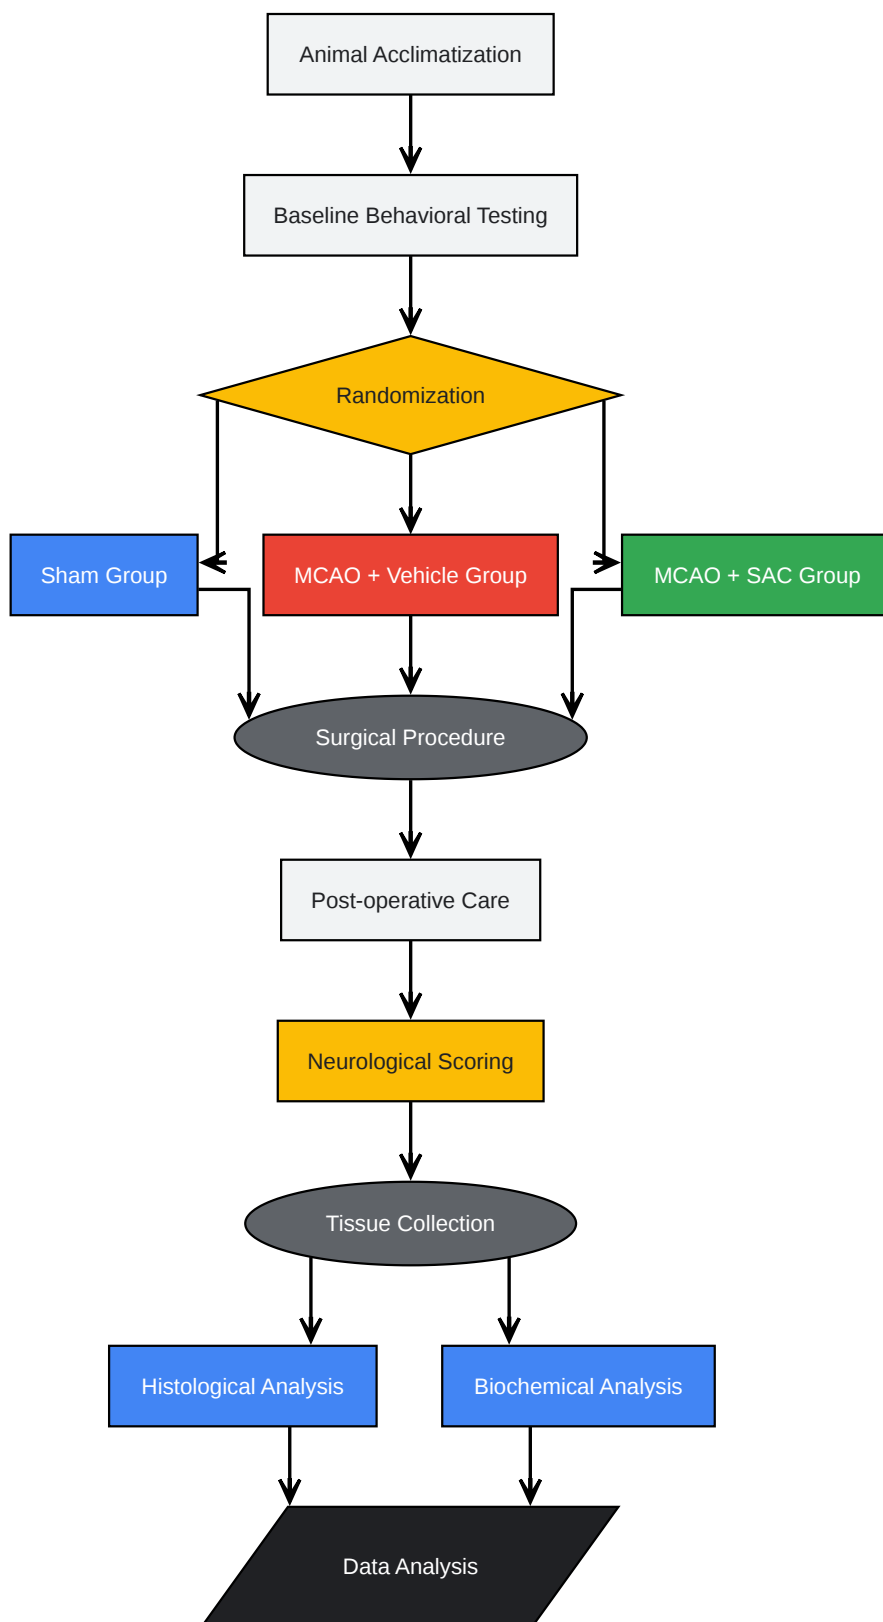 Animal Acclimatization
Baseline Behavioral Testing
Randomization
Sham Group
MCAO + Vehicle Group
MCAO + SAC Group
Surgical Procedure
Post-operative Care
Neurological Scoring
Tissue Collection
Histological Analysis
Biochemical Analysis
Data Analysis